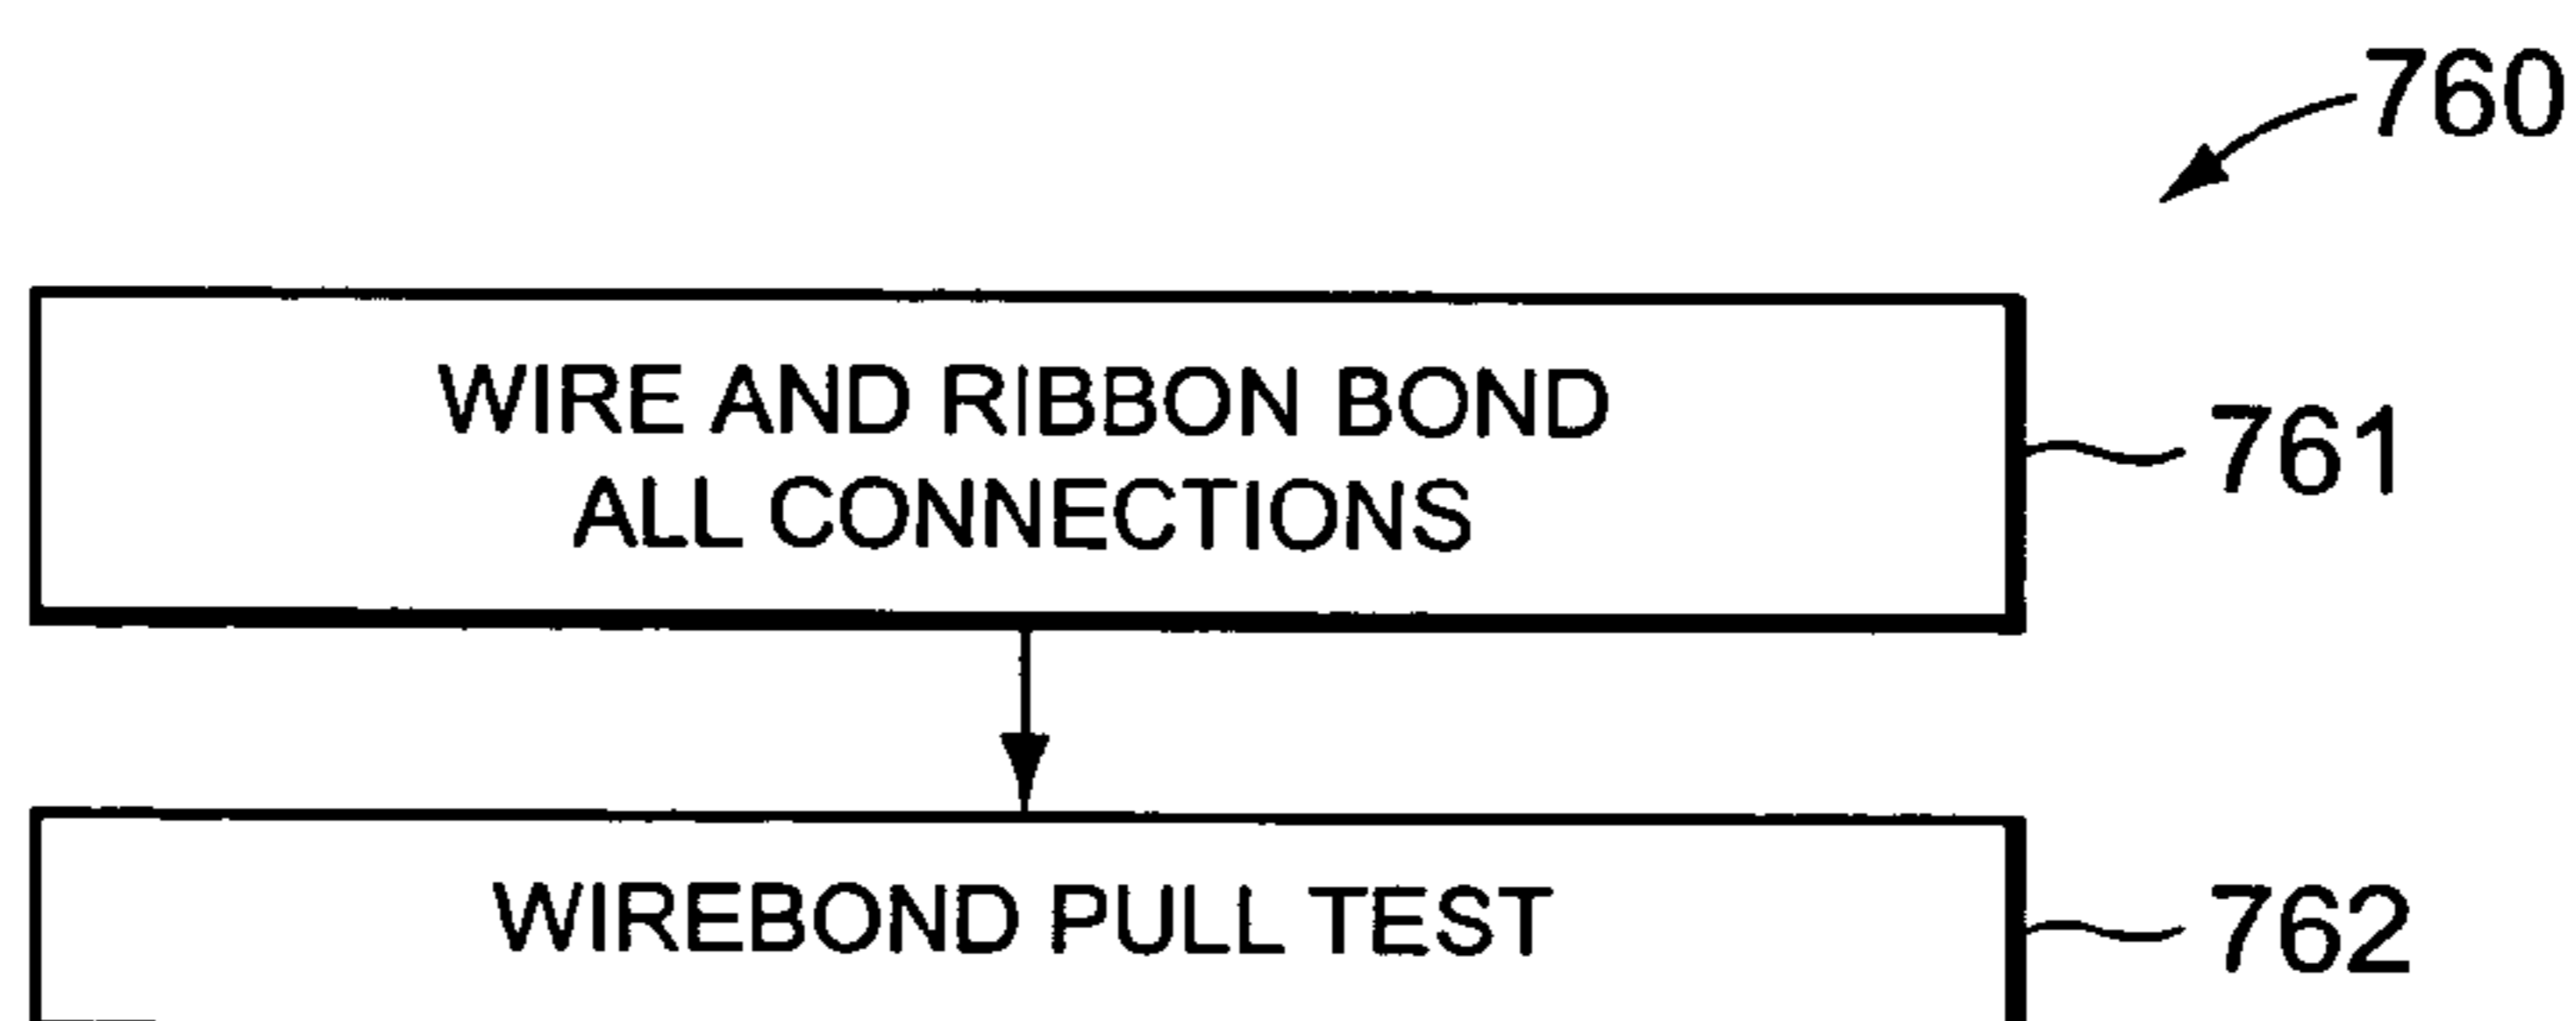 760
WIRE AND RIBBON BOND
ALL CONNECTIONS
761
WIREBOND PULL TEST
762